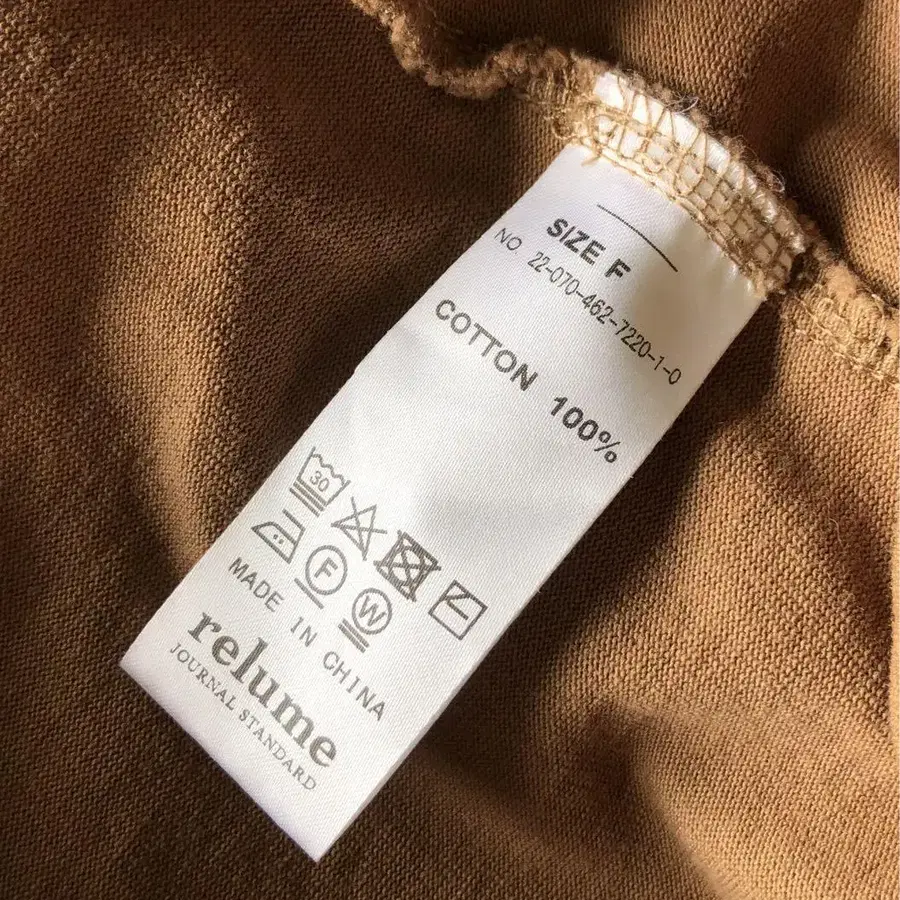 SIZE F
NO 22-070-462-7220-1-0
COTTON 100%
30
F
W
MADE IN CHINA
relume
JOURNAL STANDARD